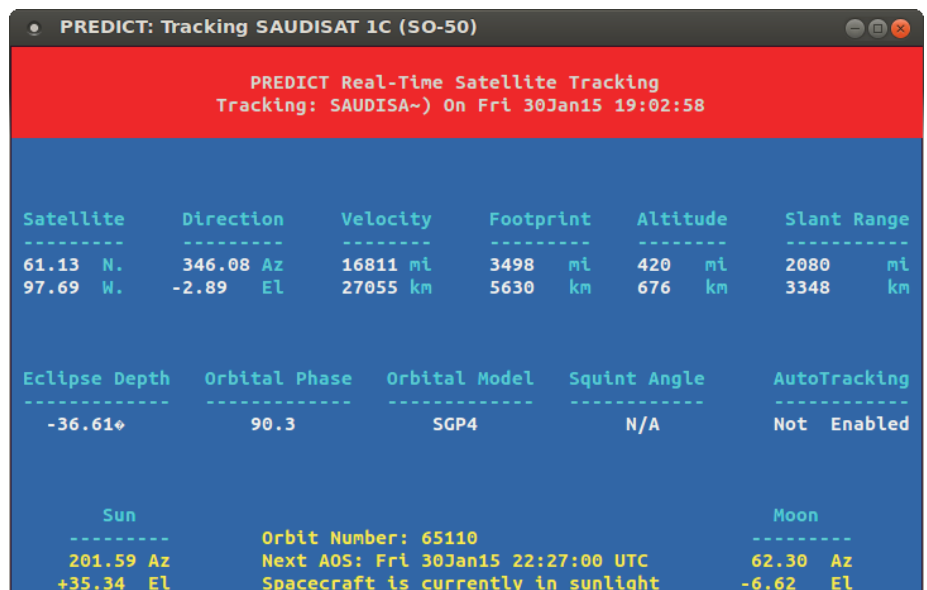 PREDICT: Tracking SAUDISAT 1C (SO-50)
PREDICT Real-Time Satellite Tracking
Tracking: SAUDISA~) On Fri 30Jan15 19:02:58
Satellite Direction Velocity Footprint Altitude Slant Range
--------- --------- -------- --------- -------- -----------
61.13 N. 346.08 Az 16811 mi 3498 mi 420 mi 2080 mi
97.69 W. -2.89 El 27055 km 5630 km 676 km 3348 km
Eclipse Depth Orbital Phase Orbital Model Squint Angle AutoTracking
------------- ------------- ------------- ------------ ------------
-36.61� 90.3 SGP4 N/A Not Enabled
Sun Moon
--------- Orbit Number: 65110 ---------
201.59 Az Next AOS: Fri 30Jan15 22:27:00 UTC 62.30 Az
+35.34 El Spacecraft is currently in sunlight -6.62 El